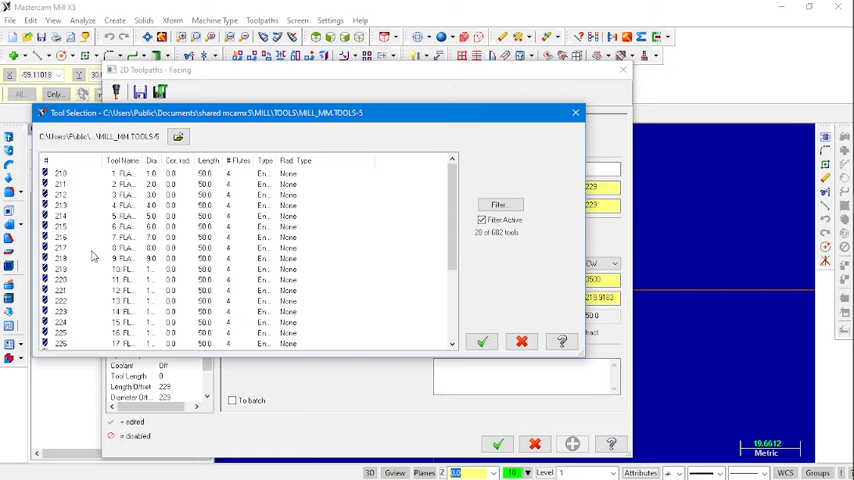 Mastercam Mill X5
File Edit View Analyze Create Solids Xform Machine Type Toolpaths Screen Settings Help
X -59.11018 Y
All... Only...
2D Toolpaths - Facing
Tool Selection - C:\Users\Public\Documents\shared mcamx5\MILL\TOOLS\MILL_MM.TOOLS-5
C:\Users\Public\...\MILL_MM.TOOLS-5
# Tool Name Dia Cor. rad. Length # Flutes Type Rad. Type
210 1. FLA... 1.0 0.0 50.0 4 En... None
211 2. FLA... 2.0 0.0 50.0 4 En... None
212 3. FLA... 3.0 0.0 50.0 4 En... None
213 4. FLA... 4.0 0.0 50.0 4 En... None
214 5. FLA... 5.0 0.0 50.0 4 En... None
215 6. FLA... 6.0 0.0 50.0 4 En... None
216 7. FLA... 7.0 0.0 50.0 4 En... None
217 8. FLA... 8.0 0.0 50.0 4 En... None
218 9. FLA... 9.0 0.0 50.0 4 En... None
219 10. FL... 1... 0.0 50.0 4 En... None
220 11. FL... 1... 0.0 50.0 4 En... None
221 12. FL... 1... 0.0 50.0 4 En... None
222 13. FL... 1... 0.0 50.0 4 En... None
223 14. FL... 1... 0.0 50.0 4 En... None
224 15. FL... 1... 0.0 50.0 4 En... None
225 16. FL... 1... 0.0 50.0 4 En... None
226 17. FL... 1... 0.0 50.0 4 En... None
Filter...
Filter Active
28 of 682 tools
229
229
CW
3500
219.9183
50.0
Coolant Off
Tool Length 0
Length Offset 229
Diameter Off... 229
To batch
= edited
= disabled
19.6612
Metric
3D Gview Planes Z 0.0 10 Level 1 Attributes WCS Groups